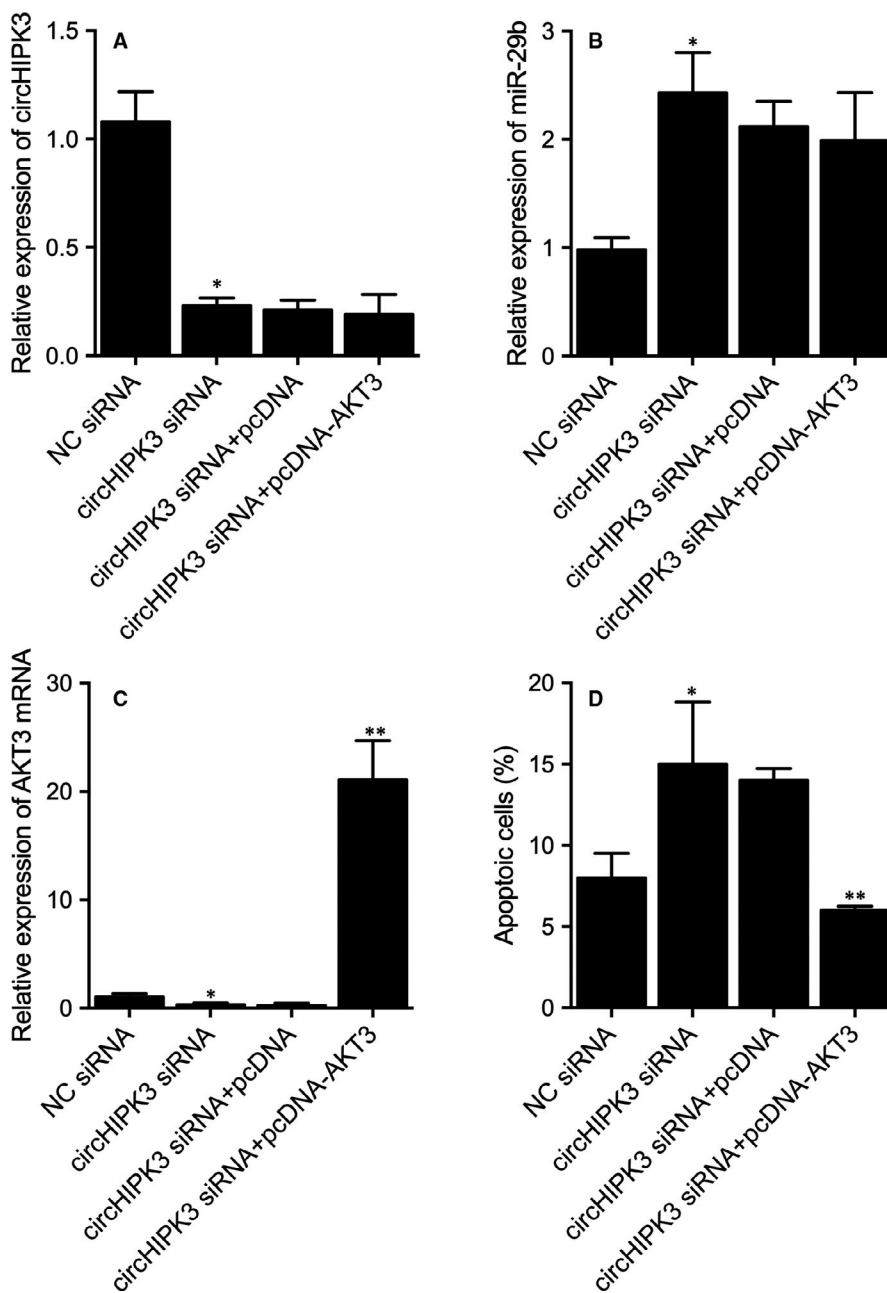 A
Relative expression of circHIPK3
1.5
1.0
0.5
0.0
*
NC siRNA
circHIPK3 siRNA
circHIPK3 siRNA+pcDNA
circHIPK3 siRNA+pcDNA-AKT3
B
Relative expression of miR-29b
3
2
1
0
*
NC siRNA
circHIPK3 siRNA
circHIPK3 siRNA+pcDNA
circHIPK3 siRNA+pcDNA-AKT3
C
Relative expression of AKT3 mRNA
30
20
10
0
*
**
NC siRNA
circHIPK3 siRNA
circHIPK3 siRNA+pcDNA
circHIPK3 siRNA+pcDNA-AKT3
D
Apoptoic cells (%)
20
15
10
5
0
*
**
NC siRNA
circHIPK3 siRNA
circHIPK3 siRNA+pcDNA
circHIPK3 siRNA+pcDNA-AKT3